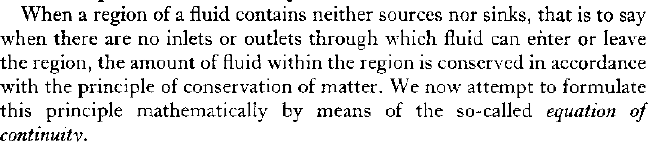 When a region of a fluid contains neither sources nor sinks, that is to say
when there are no inlets or outlets through which fluid can enter or leave
the region, the amount of fluid within the region is conserved in accordance
with the principle of conservation of matter. We now attempt to formulate
this principle mathematically by means of the so-called equation of
continuity.